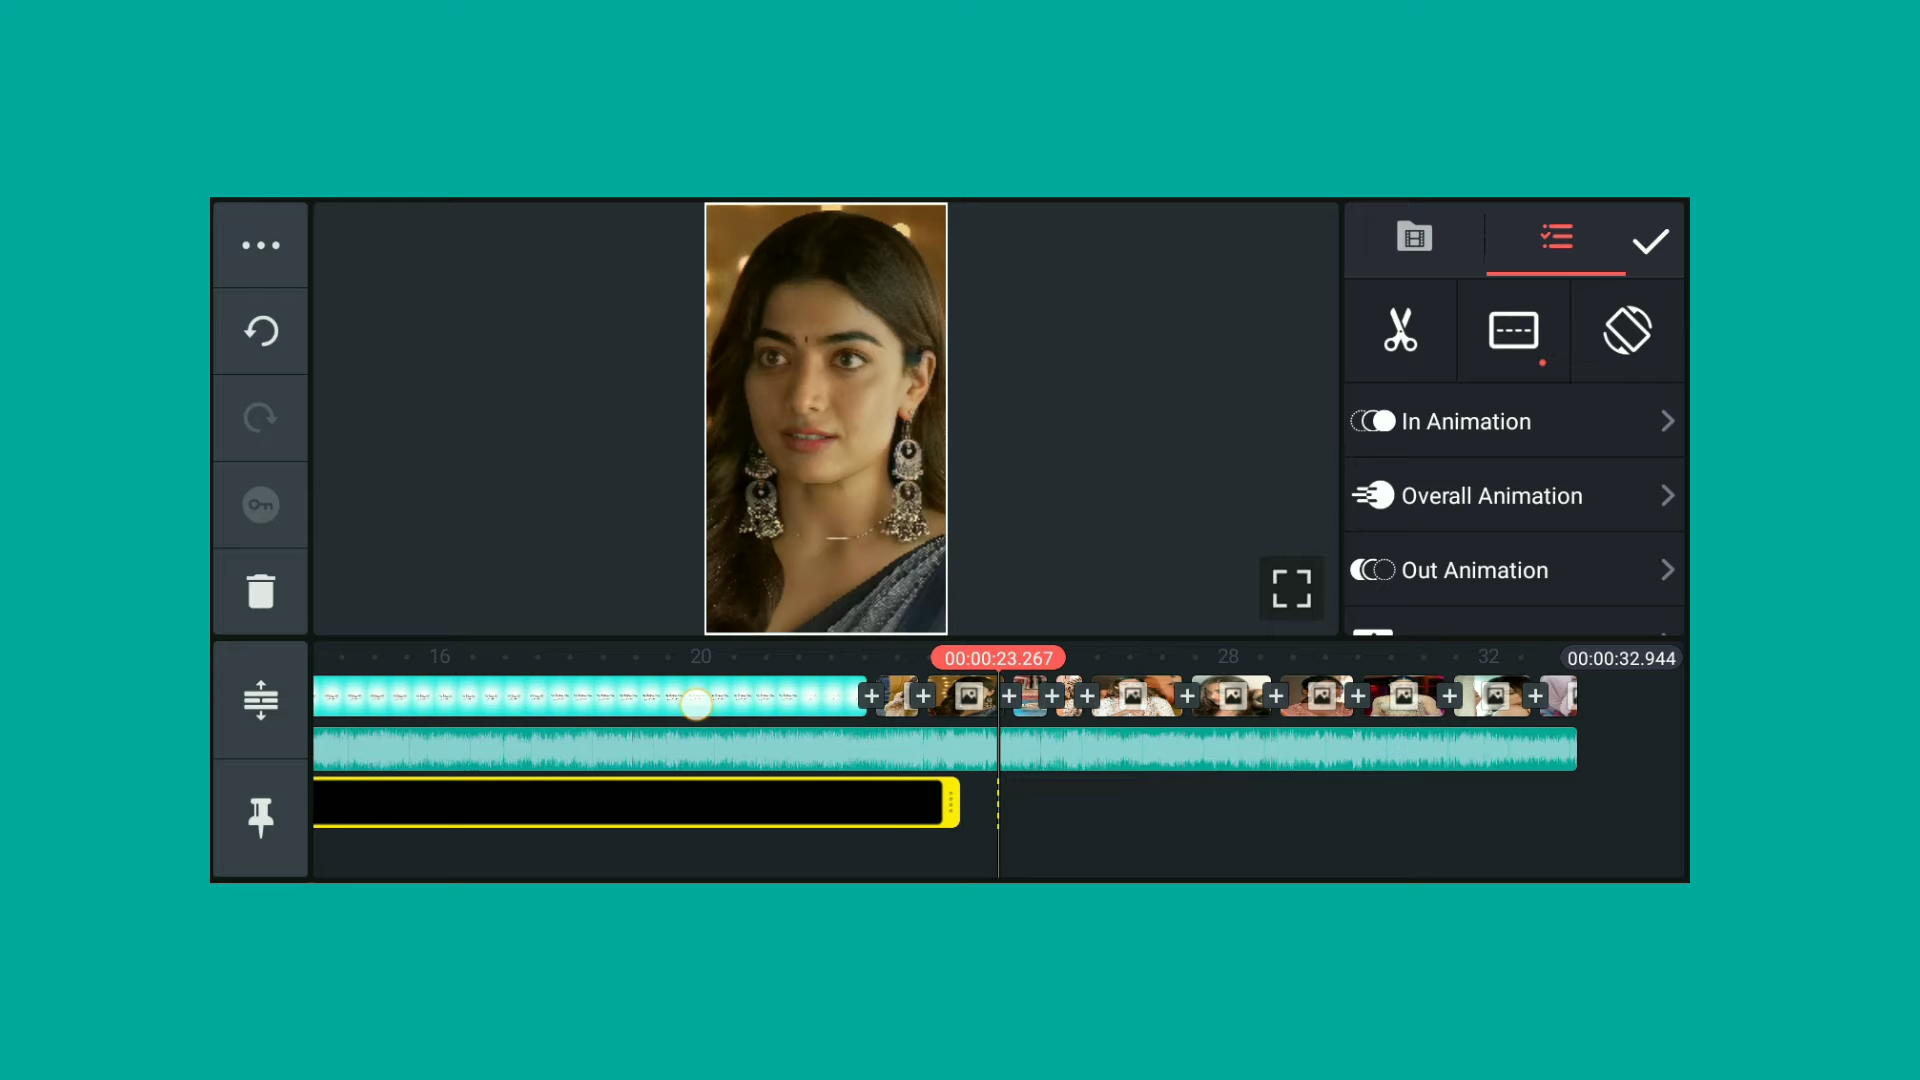 In Animation
Overall Animation
Out Animation
16
20
00:00:23.267
28
32
00:00:32.944